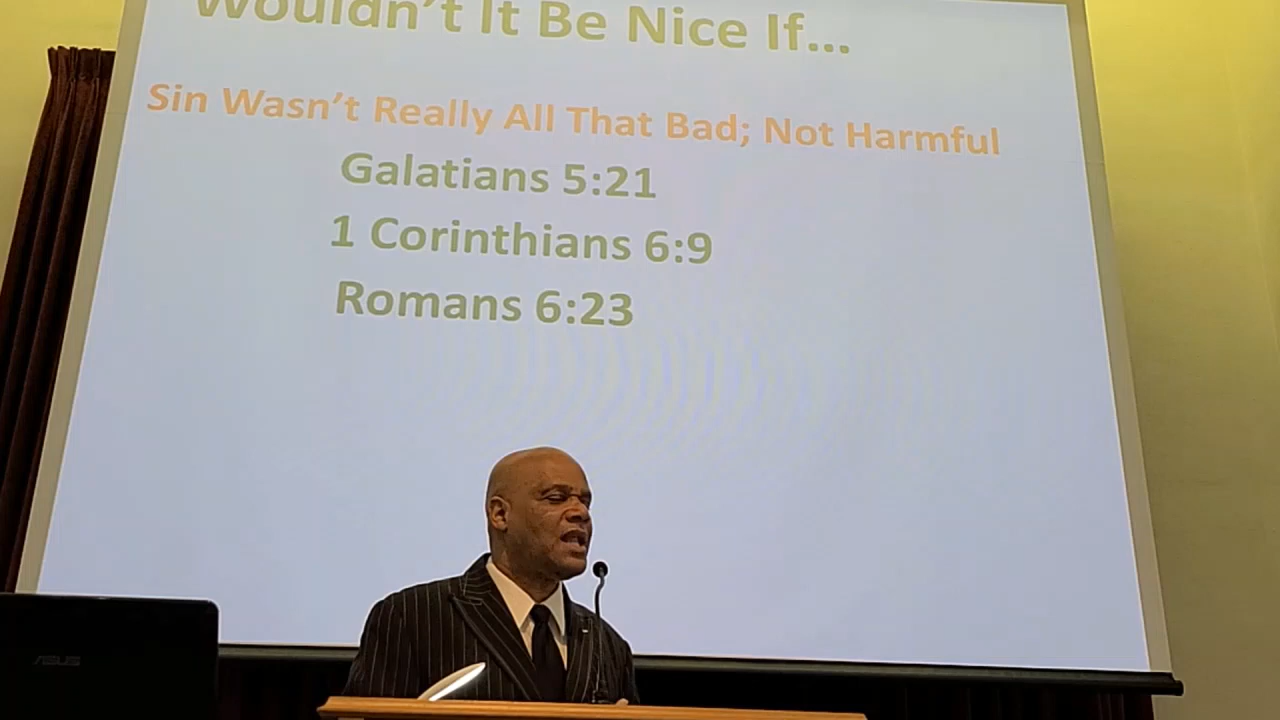 Wouldn't It Be Nice If...
Sin Wasn't Really All That Bad; Not Harmful
Galatians 5:21
1 Corinthians 6:9
Romans 6:23
ASUS